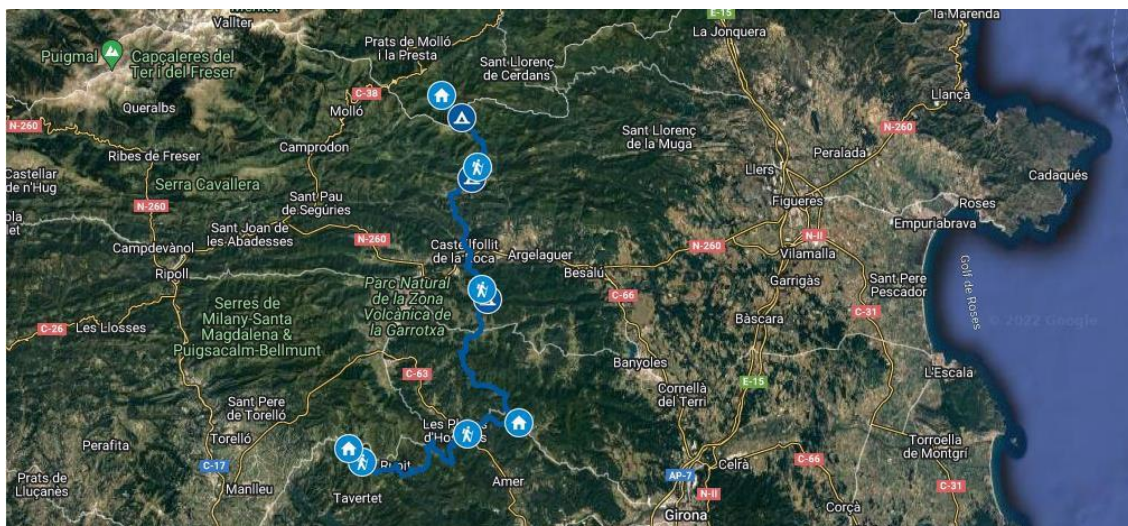 Mentet
Vallter
Puigmal
Capçaleres del
Ter i del Freser
Queralbs
Prats de Molló
i la Presta
Sant Llorenç
de Cerdans
La Jonquera
E-15
la Marenda
Llançà
C-38
Molló
N-260
Camprodon
Ribes de Freser
Castellar
de n'Hug
Serra Cavallera
Sant Llorenç
de la Muga
Peralada
N-260
Llers
Cadaqués
Figueres
Roses
Empuriabrava
Sant Pau
de Segúries
N-260
Sant Joan de
les Abadesses
Campdevànol
N-260
Castellfollit
de la Roca
Argelaguer
N-260
N-II
Vilamalla
Ripoll
Besalú
Parc Natural
de la Zona
Volcànica de
la Garrotxa
Garrigàs
Sant Pere
Pescador
Golf de Roses
C-66
Serres de
Milany-Santa
Magdalena &
Puigsacalm-Bellmunt
C-26
Les Llosses
Bàscara
C-31
© 2022 Google
Banyoles
L'Escala
C-63
Cornellà
del Terri
E-15
Sant Pere
de Torelló
Les
d'Ho
Perafita
Torelló
Torroella
de Montgrí
Rupit
C-17
AP-7
Celrà
C-66
Prats de
Lluçanès
Manlleu
Tavertet
Amer
N-II
C-31
Girona
Corçà